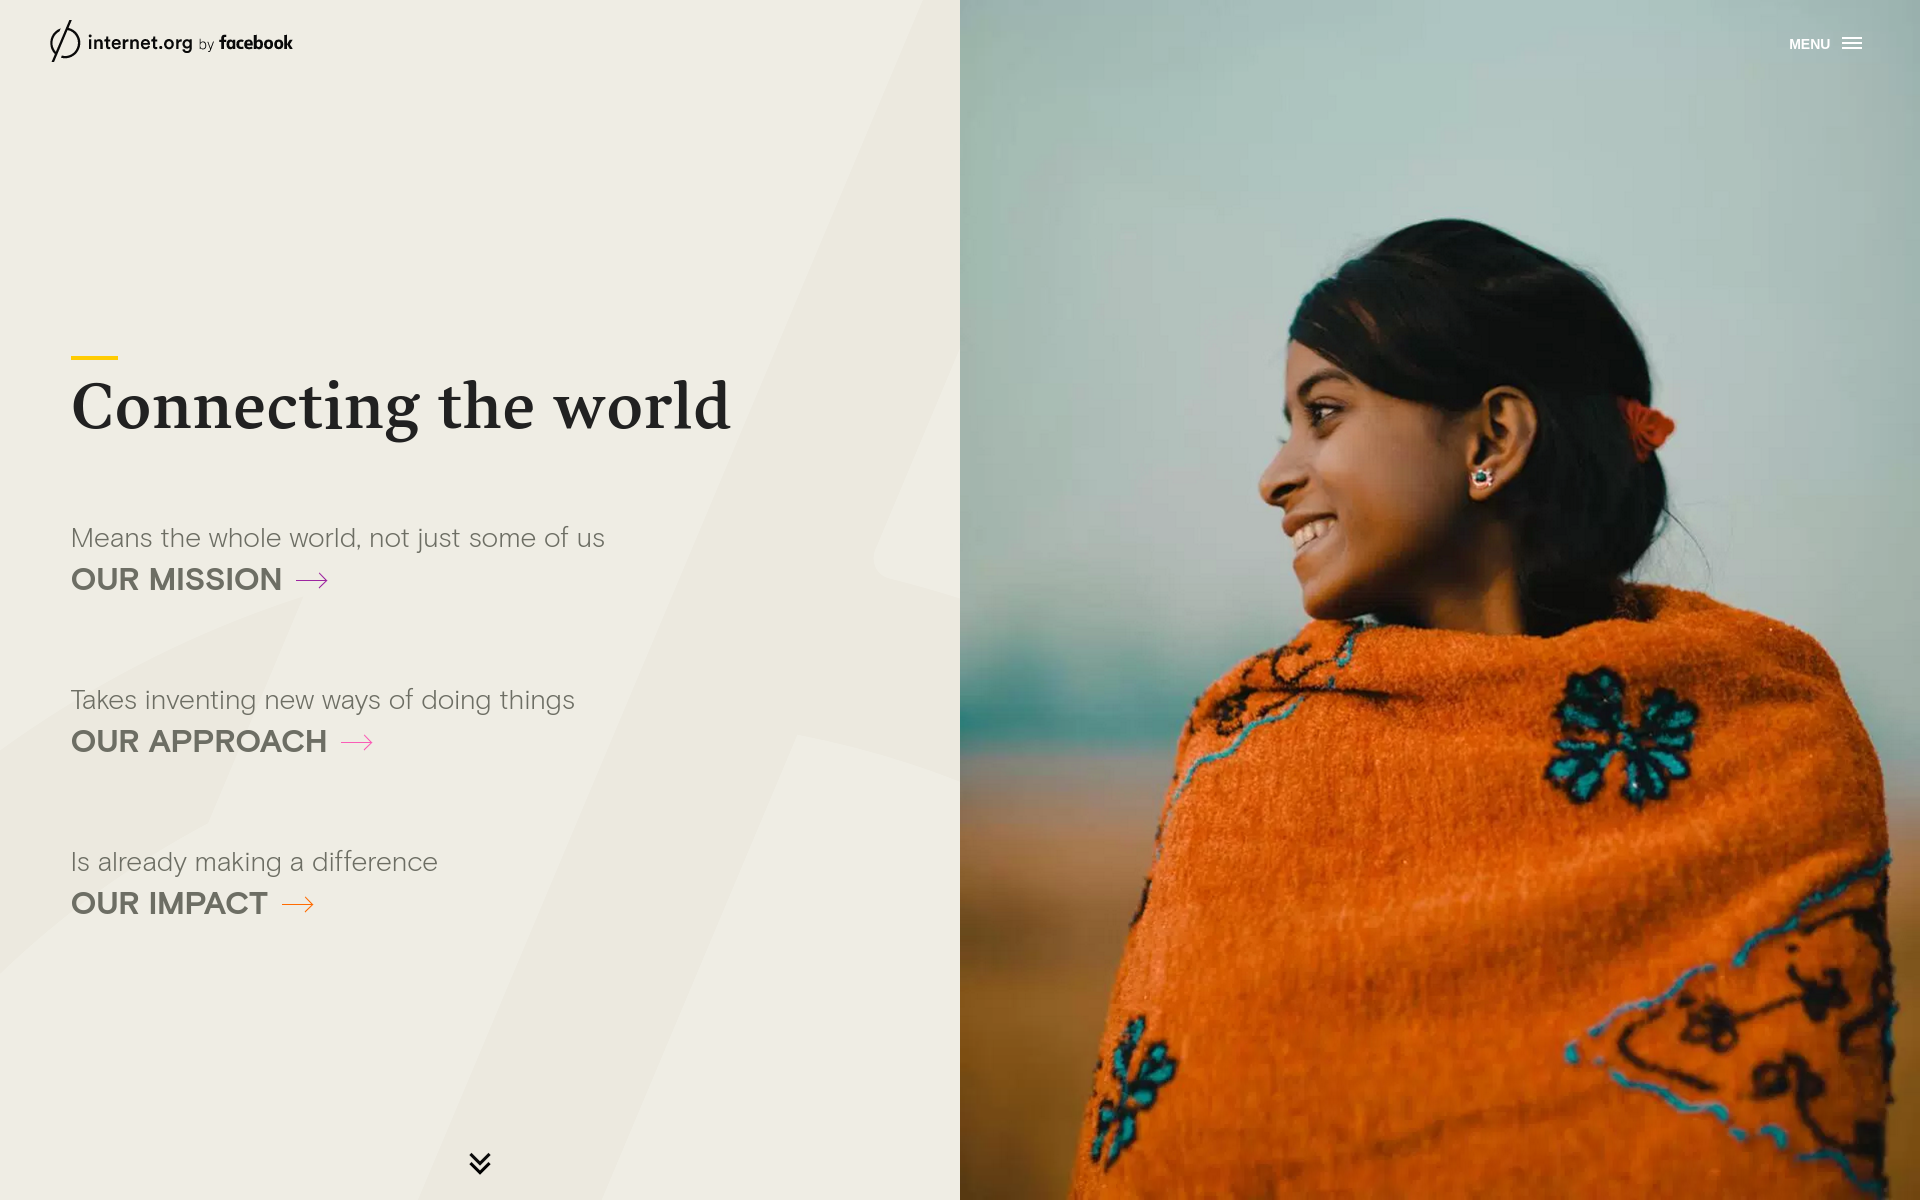 internet.org by facebook
MENU
Connecting the world
Means the whole world, not just some of us
OUR MISSION
Takes inventing new ways of doing things
OUR APPROACH
Is already making a difference
OUR IMPACT